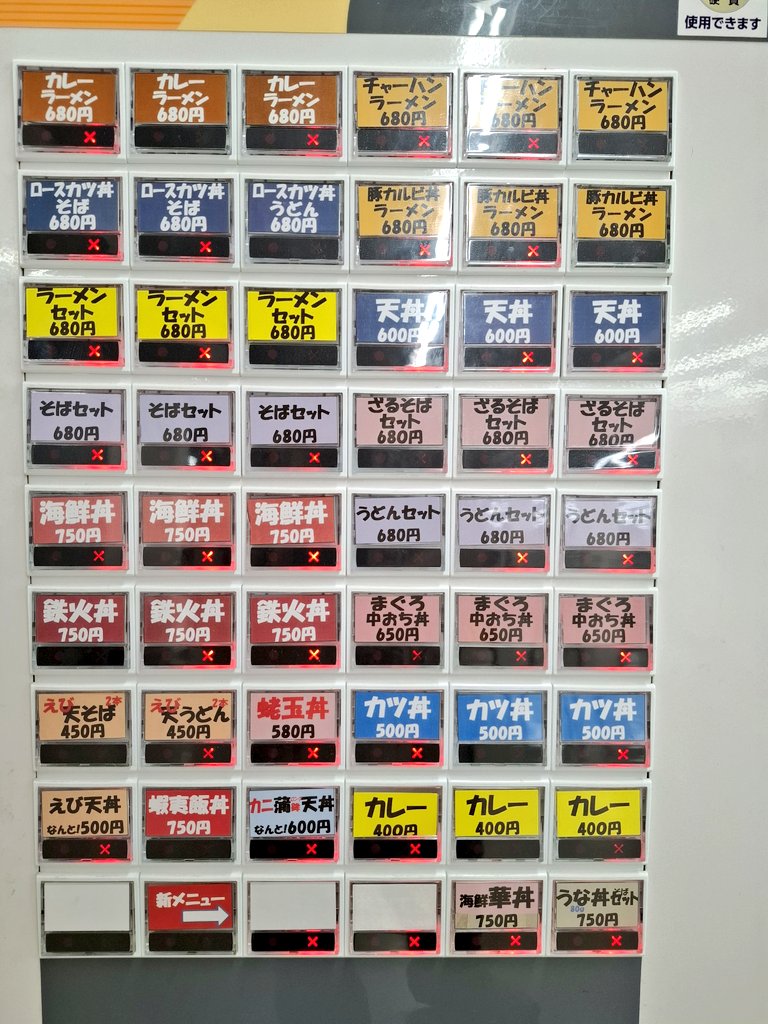 硬貨
使用できます
カレー
ラーメン
680円
カレー
ラーメン
680円
カレー
ラーメン
680円
チャーハン
ラーメン
680円
チャーハン
ラーメン
680円
チャーハン
ラーメン
680円
ロースカツ丼
そば
680円
ロースカツ丼
そば
680円
ロースカツ丼
うどん
680円
豚カルビ丼
ラーメン
680円
豚カルビ丼
ラーメン
680円
豚カルビ丼
ラーメン
680円
ラーメン
セット
680円
ラーメン
セット
680円
ラーメン
セット
680円
天丼
600円
天丼
600円
天丼
600円
そばセット
680円
そばセット
680円
そばセット
680円
ざるそば
セット
680円
ざるそば
セット
680円
ざるそば
セット
680円
海鮮丼
750円
海鮮丼
750円
海鮮丼
750円
うどんセット
680円
うどんセット
680円
うどんセット
680円
鉄火丼
750円
鉄火丼
750円
鉄火丼
750円
まぐろ
中おち丼
650円
まぐろ
中おち丼
650円
まぐろ
中おち丼
650円
えび2本
天そば
450円
えび2本
天うどん
450円
蛯玉丼
580円
カツ丼
500円
カツ丼
500円
カツ丼
500円
えび天丼
なんと!500円
蝦夷飯丼
750円
カニ蒲鉾天丼
なんと!600円
カレー
400円
カレー
400円
カレー
400円
新メニュー
海鮮華丼
750円
うな丼そばセット
80g
750円